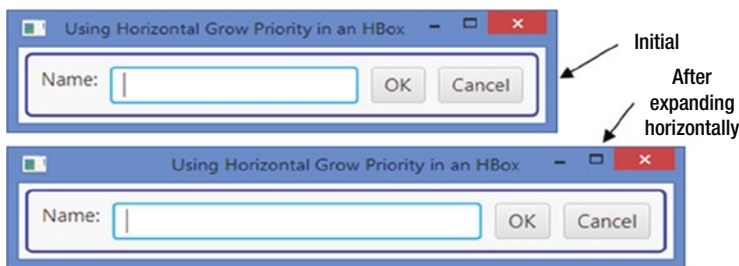 Using Horizontal Grow Priority in an HBox
Name:
OK
Cancel
Initial
After
expanding
horizontally
Using Horizontal Grow Priority in an HBox
Name:
OK
Cancel